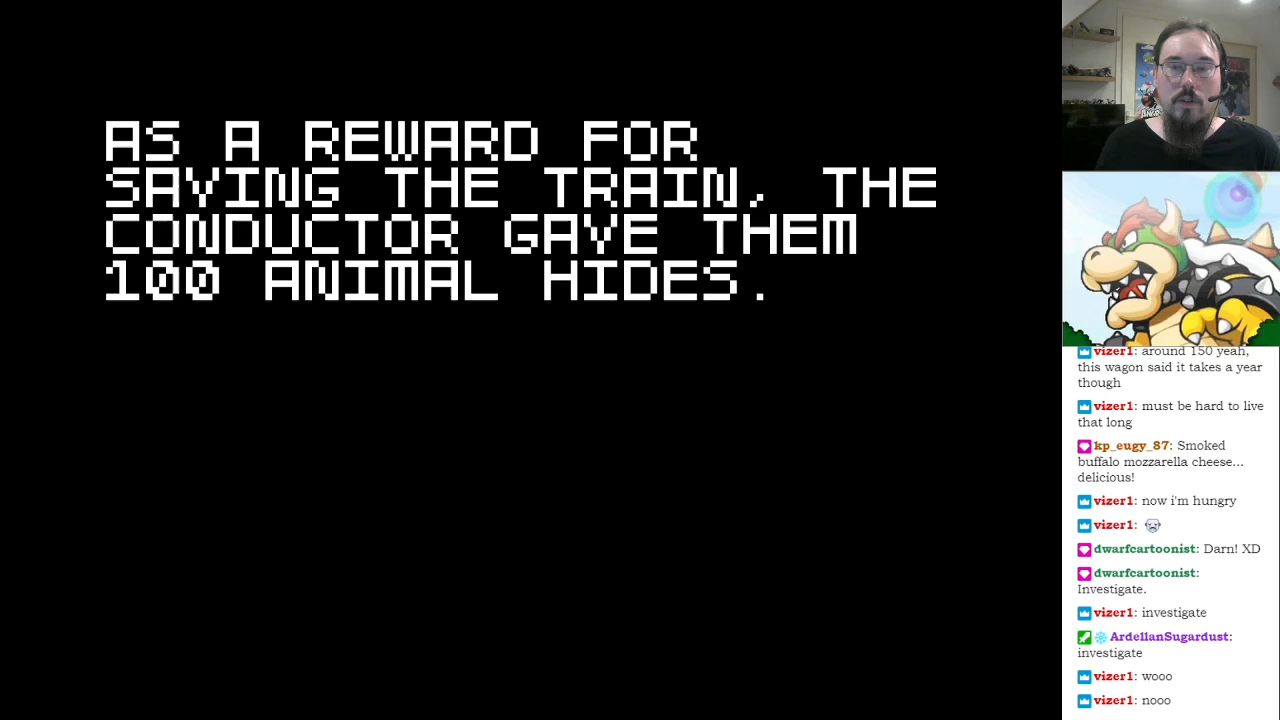 AS A REWARD FOR
SAVING THE TRAIN, THE
CONDUCTOR GAVE THEM
100 ANIMAL HIDES.
vizer1: around 150 yeah,
this wagon said it takes a year
though
vizer1: must be hard to live
that long
kp_eugy_87: Smoked
buffalo mozzarella cheese...
delicious!
vizer1: now i'm hungry
vizer1:
dwarfcartoonist: Darn! XD
dwarfcartoonist:
Investigate.
vizer1: investigate
ArdellanSugardust:
investigate
vizer1: wooo
vizer1: nooo